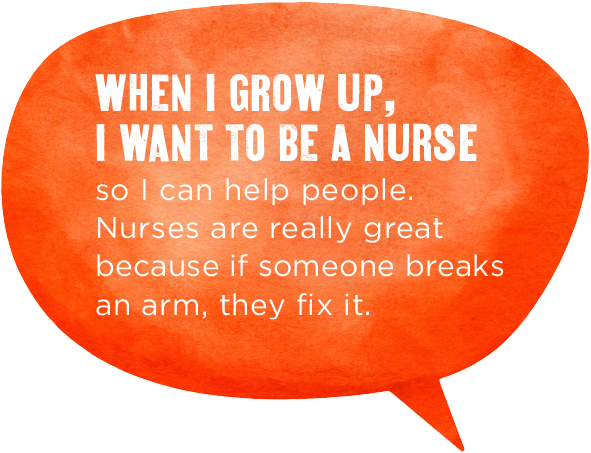 WHEN I GROW UP,
I WANT TO BE A NURSE
so I can help people.
Nurses are really great
because if someone breaks
an arm, they fix it.